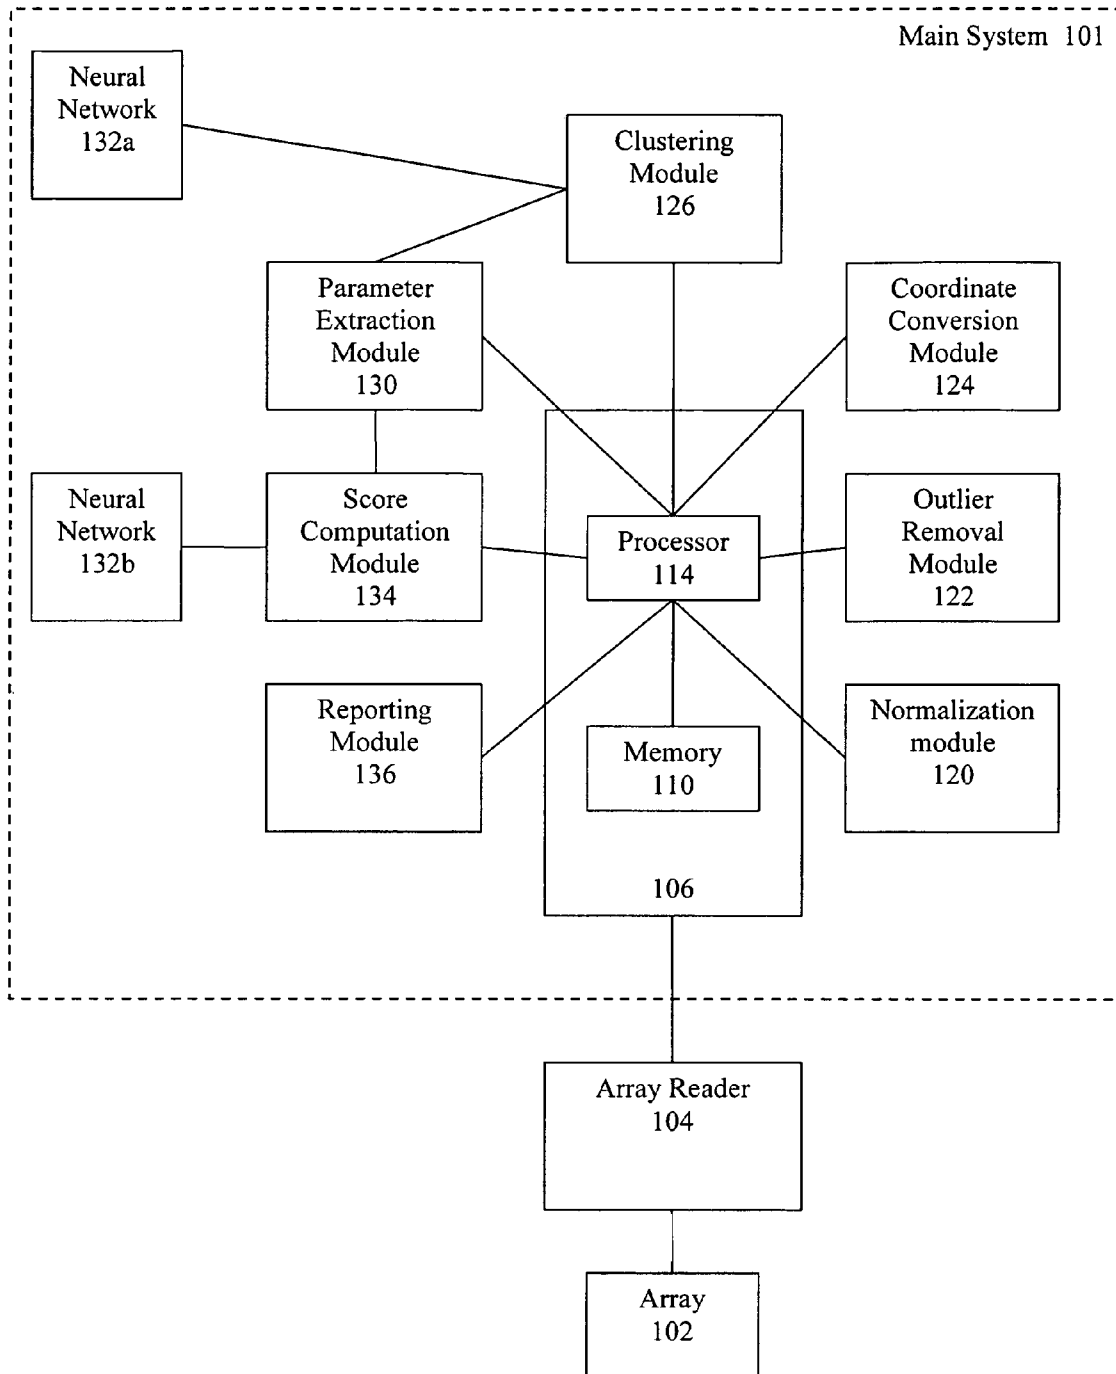 Main System 101
Neural
Network
132a
Clustering
Module
126
Parameter
Extraction
Module
130
Coordinate
Conversion
Module
124
Neural
Network
132b
Score
Computation
Module
134
Processor
114
Outlier
Removal
Module
122
Reporting
Module
136
Memory
110
Normalization
module
120
106
Array Reader
104
Array
102